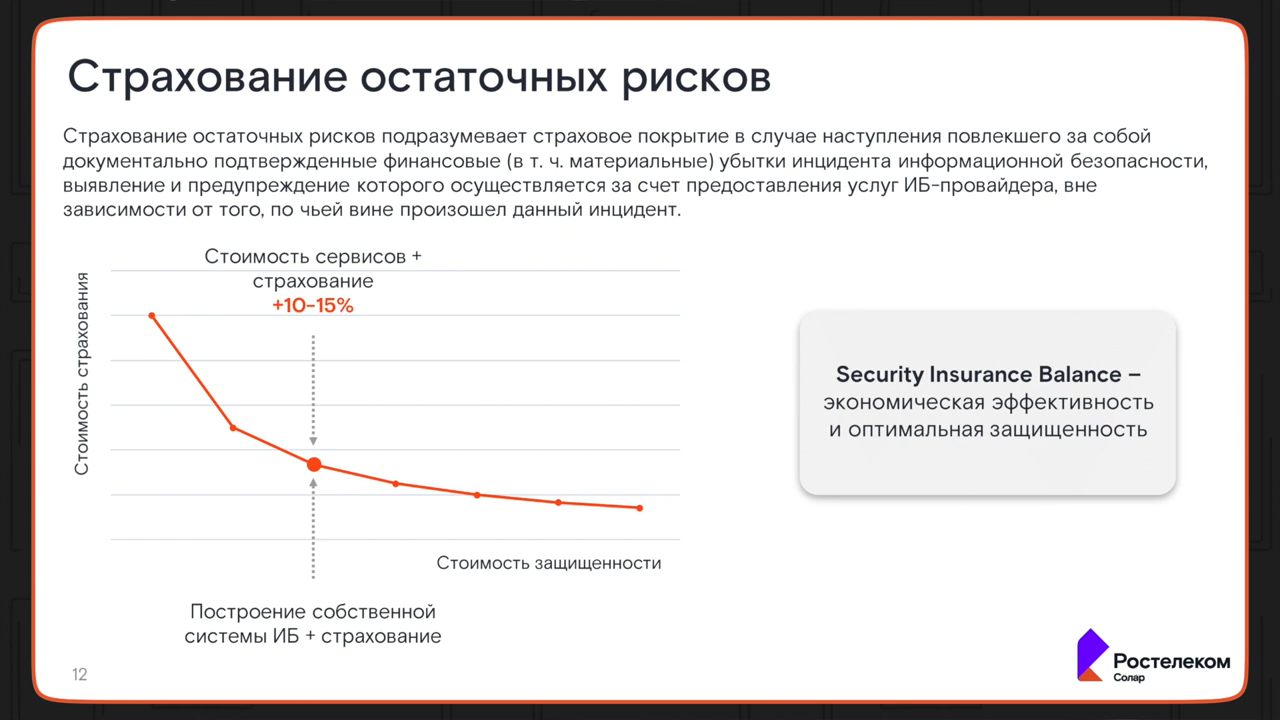 Страхование остаточных рисков
Страхование остаточных рисков подразумевает страховое покрытие в случае наступления повлекшего за собой
документально подтвержденные финансовые (в т. ч. материальные) убытки инцидента информационной безопасности,
выявление и предупреждение которого осуществляется за счет предоставления услуг ИБ-провайдера, вне
зависимости от того, по чьей вине произошел данный инцидент.
Стоимость сервисов +
страхование
+10-15%
Стоимость страхования
Стоимость защищенности
Построение собственной
системы ИБ + страхование
Security Insurance Balance –
экономическая эффективность
и оптимальная защищенность
12
Ростелеком
Солар